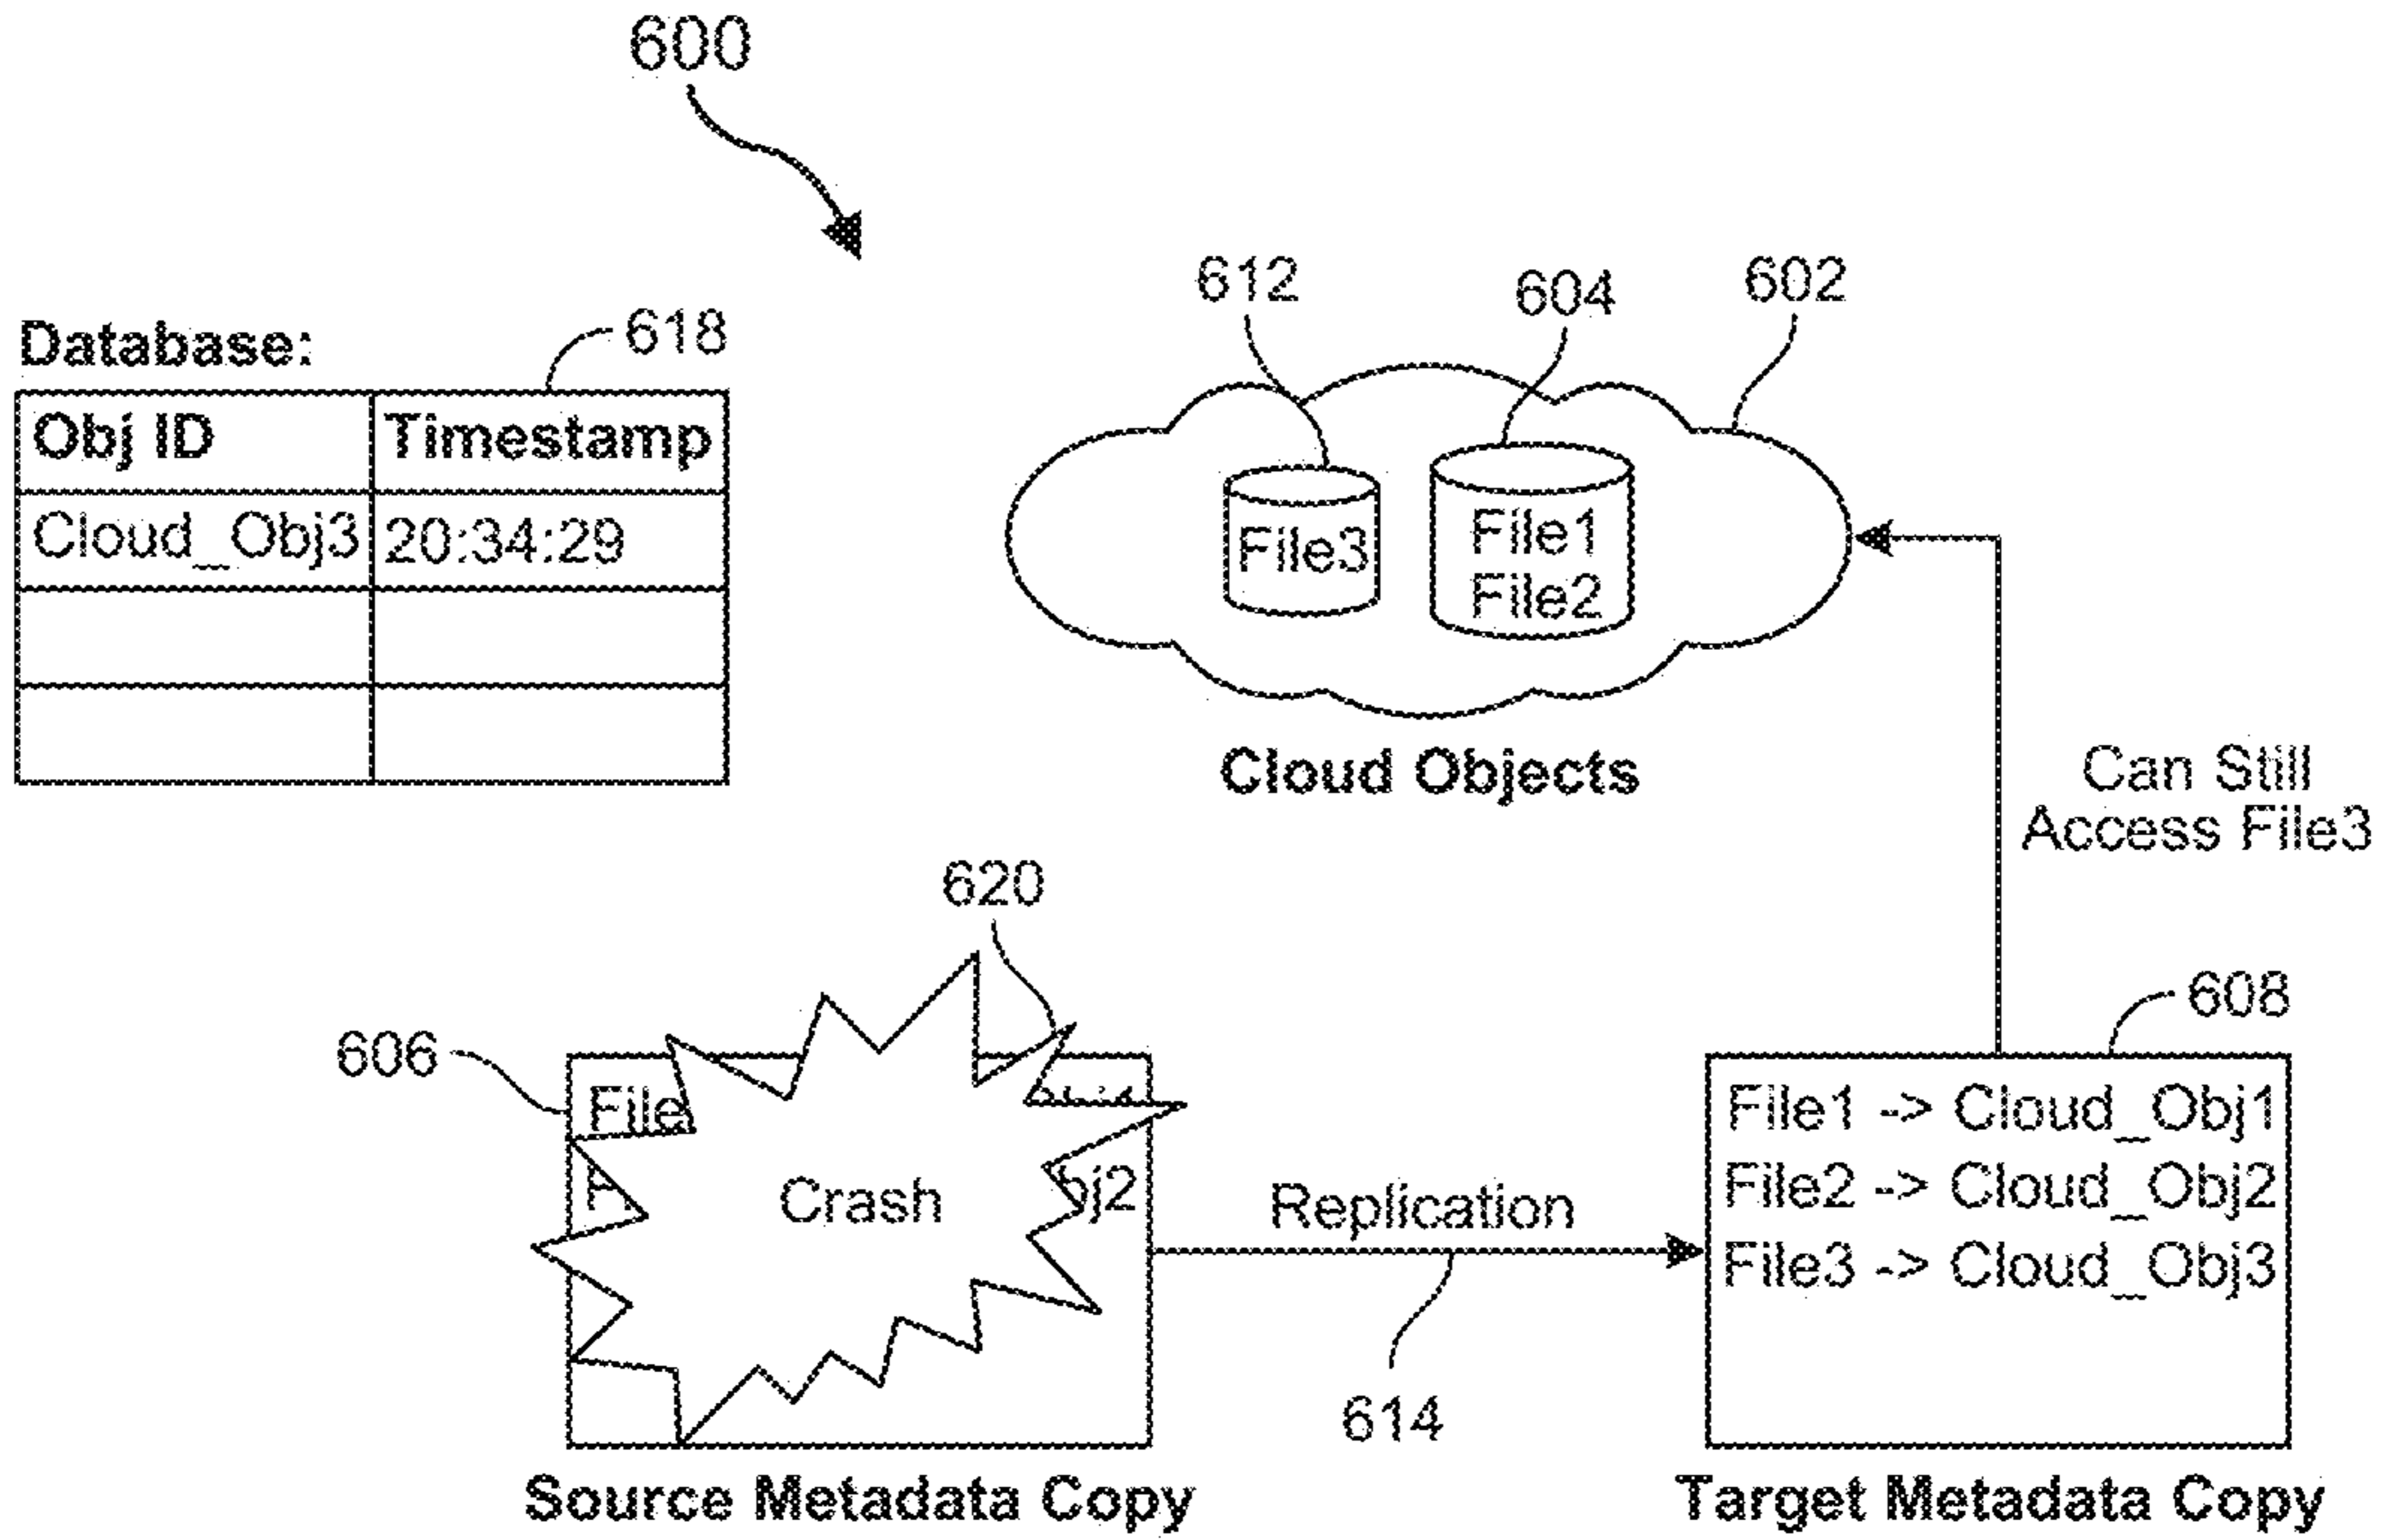 600
Database:
618
Obj ID Timestamp
Cloud_Obj3 20:34:29
612
604
602
File3
File1
File2
Cloud Objects
Can Still
Access File3
620
606
File
bj2
Crash
Replication
614
608
File1 -> Cloud_Obj1
File2 -> Cloud_Obj2
File3 -> Cloud_Obj3
Source Metadata Copy
Target Metadata Copy